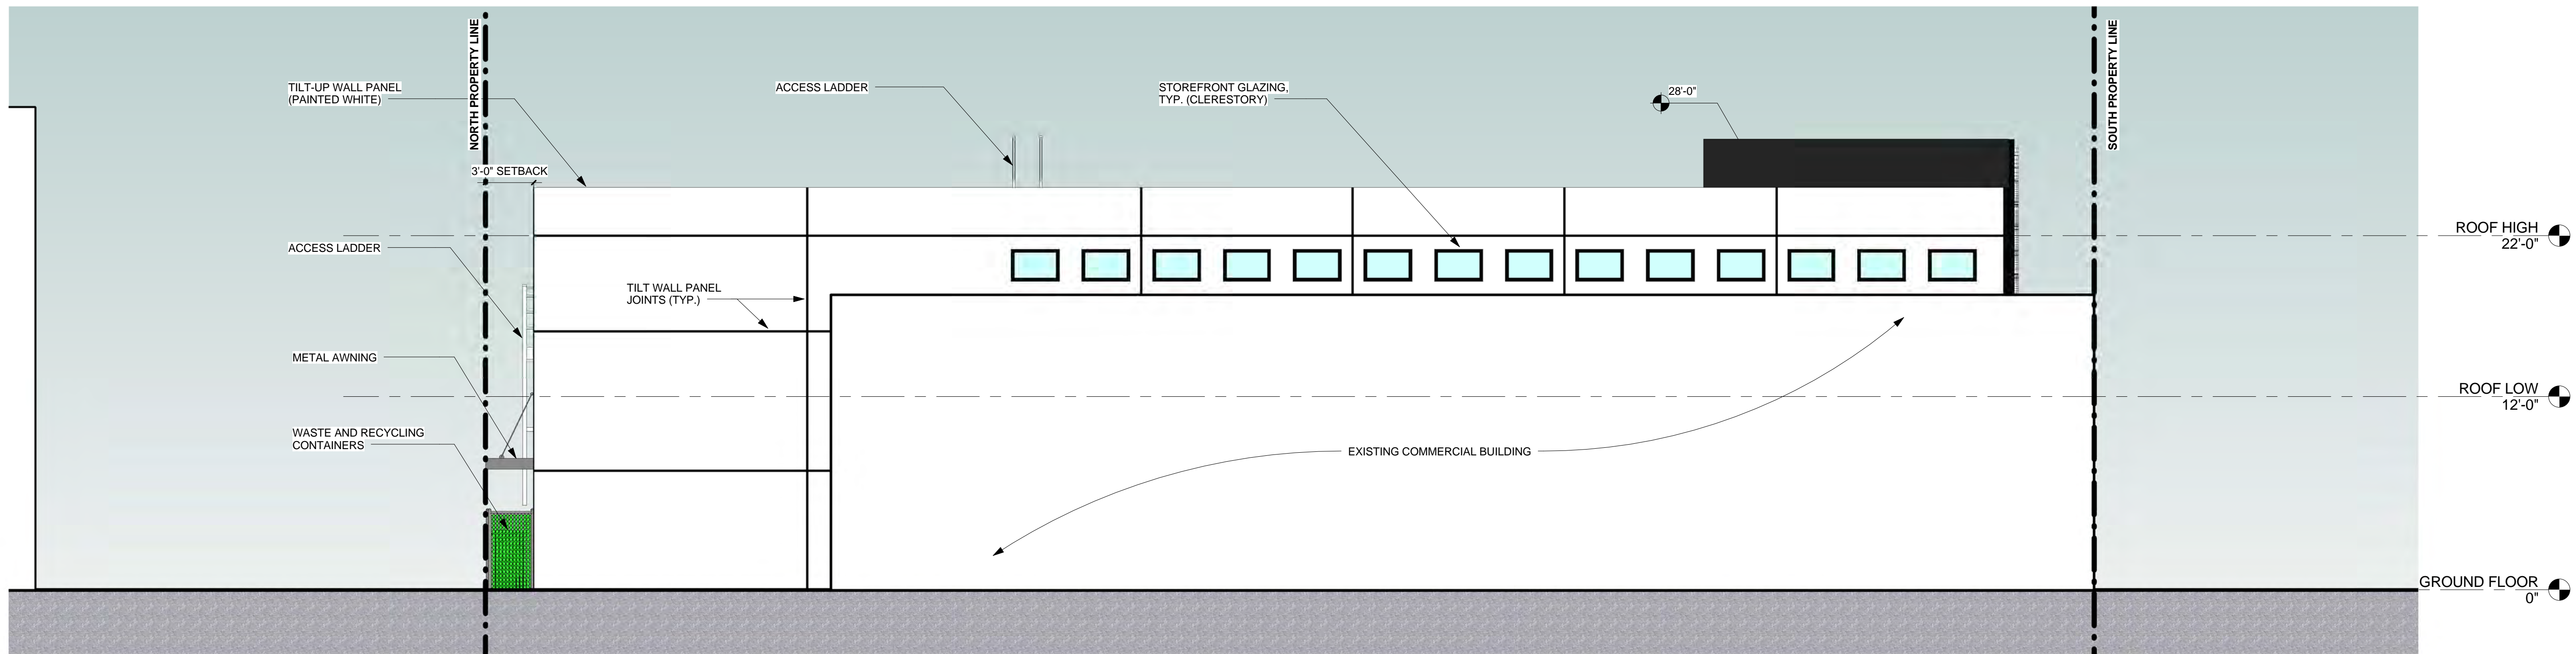 NORTH PROPERTY LINE
SOUTH PROPERTY LINE
TILT-UP WALL PANEL
(PAINTED WHITE)
ACCESS LADDER
STOREFRONT GLAZING,
TYP. (CLERESTORY)
28'-0"
3'-0" SETBACK
ROOF HIGH
22'-0"
ACCESS LADDER
TILT WALL PANEL
JOINTS (TYP.)
METAL AWNING
ROOF LOW
12'-0"
WASTE AND RECYCLING
CONTAINERS
EXISTING COMMERCIAL BUILDING
GROUND FLOOR
0"